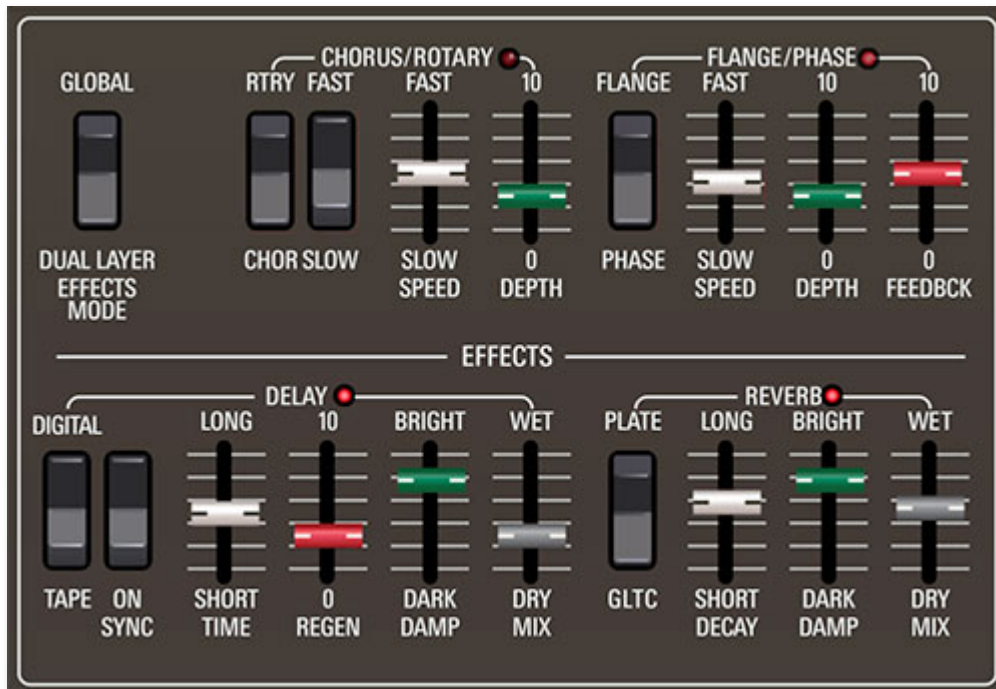 CHORUS/ROTARY
FLANGE/PHASE
GLOBAL
RTRY FAST
FAST
10
FLANGE
FAST
10
10
DUAL LAYER
EFFECTS
MODE
CHOR SLOW
SLOW
SPEED
0
DEPTH
PHASE
SLOW
SPEED
0
DEPTH
0
FEEDBCK
EFFECTS
DELAY
REVERB
DIGITAL
LONG
10
BRIGHT
WET
PLATE
LONG
BRIGHT
WET
TAPE
ON
SYNC
SHORT
TIME
0
REGEN
DARK
DAMP
DRY
MIX
GLTC
SHORT
DECAY
DARK
DAMP
DRY
MIX